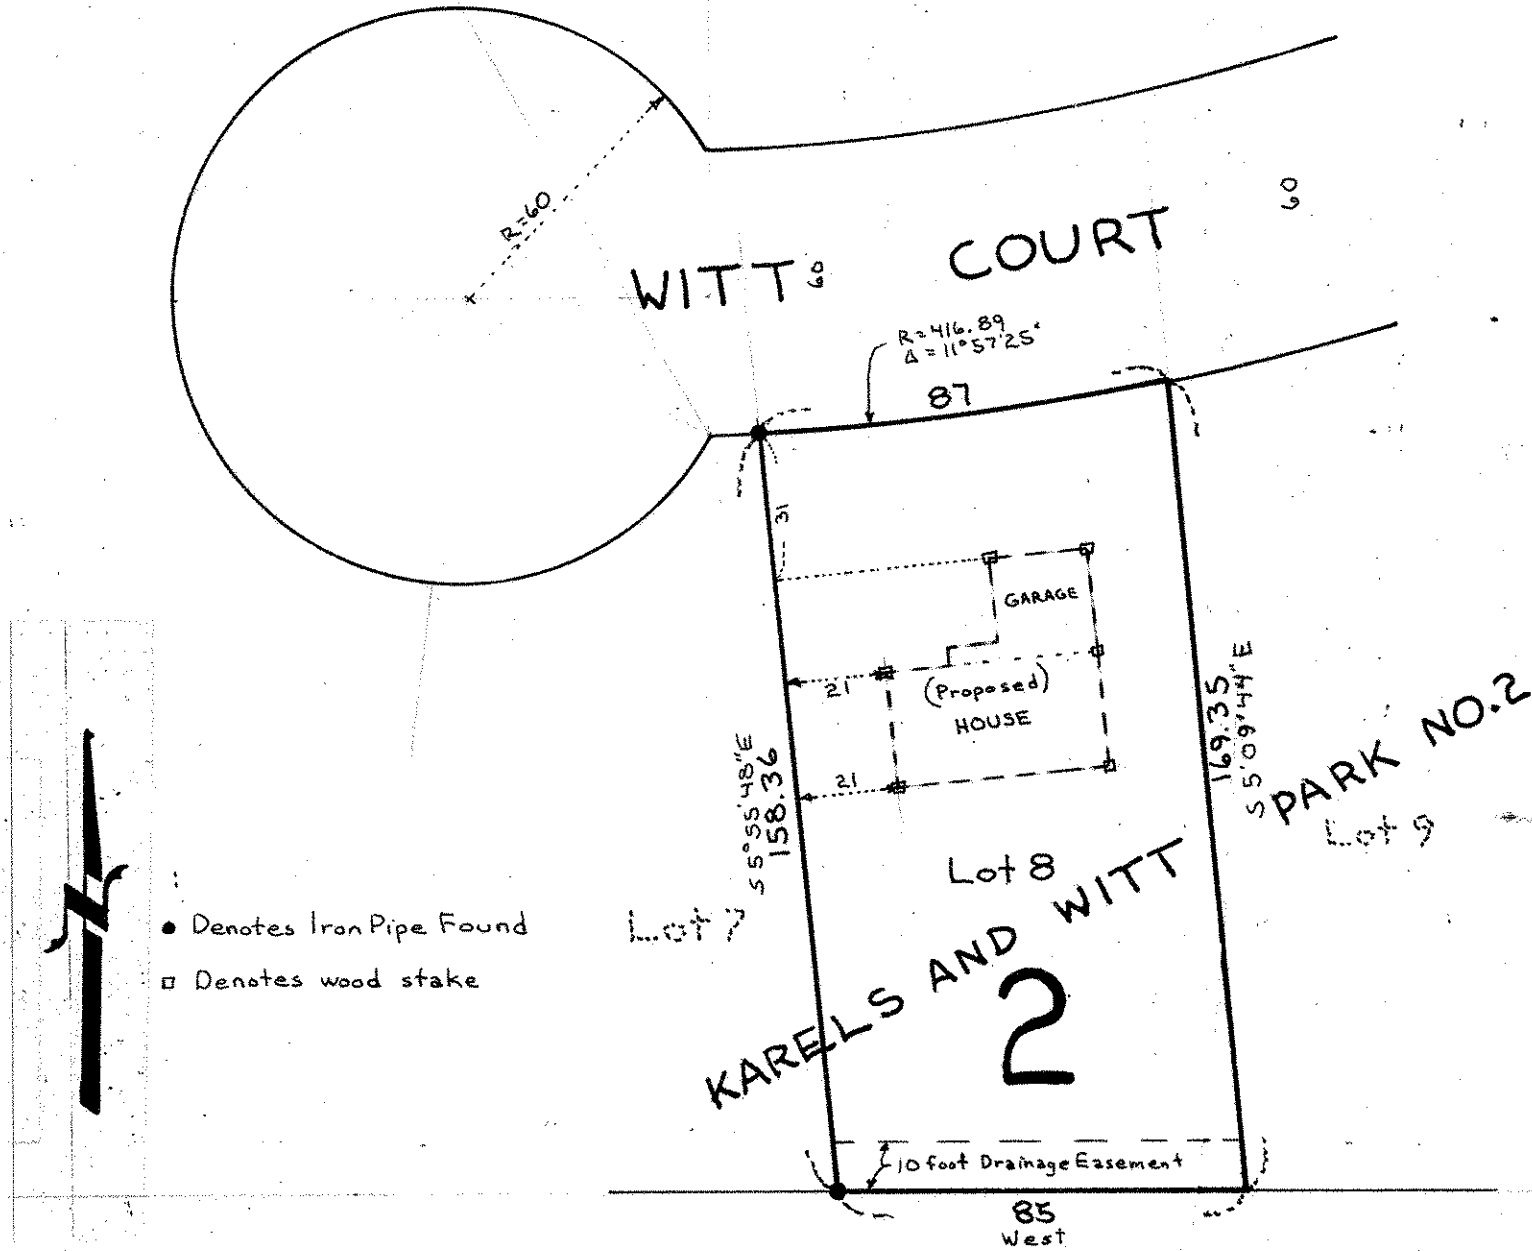 R=60
WITT COURT
60
60
R=416.89
Δ=11°57'25"
87
31
GARAGE
21
(Proposed)
HOUSE
21
S5°55'48"E
158.36
169.35
S5°09'44"E
Lot 8
Lot 7
Lot 9
KARELS AND WITT PARK NO.2
2
● Denotes Iron Pipe Found
□ Denotes wood stake
10 foot Drainage Easement
85
West